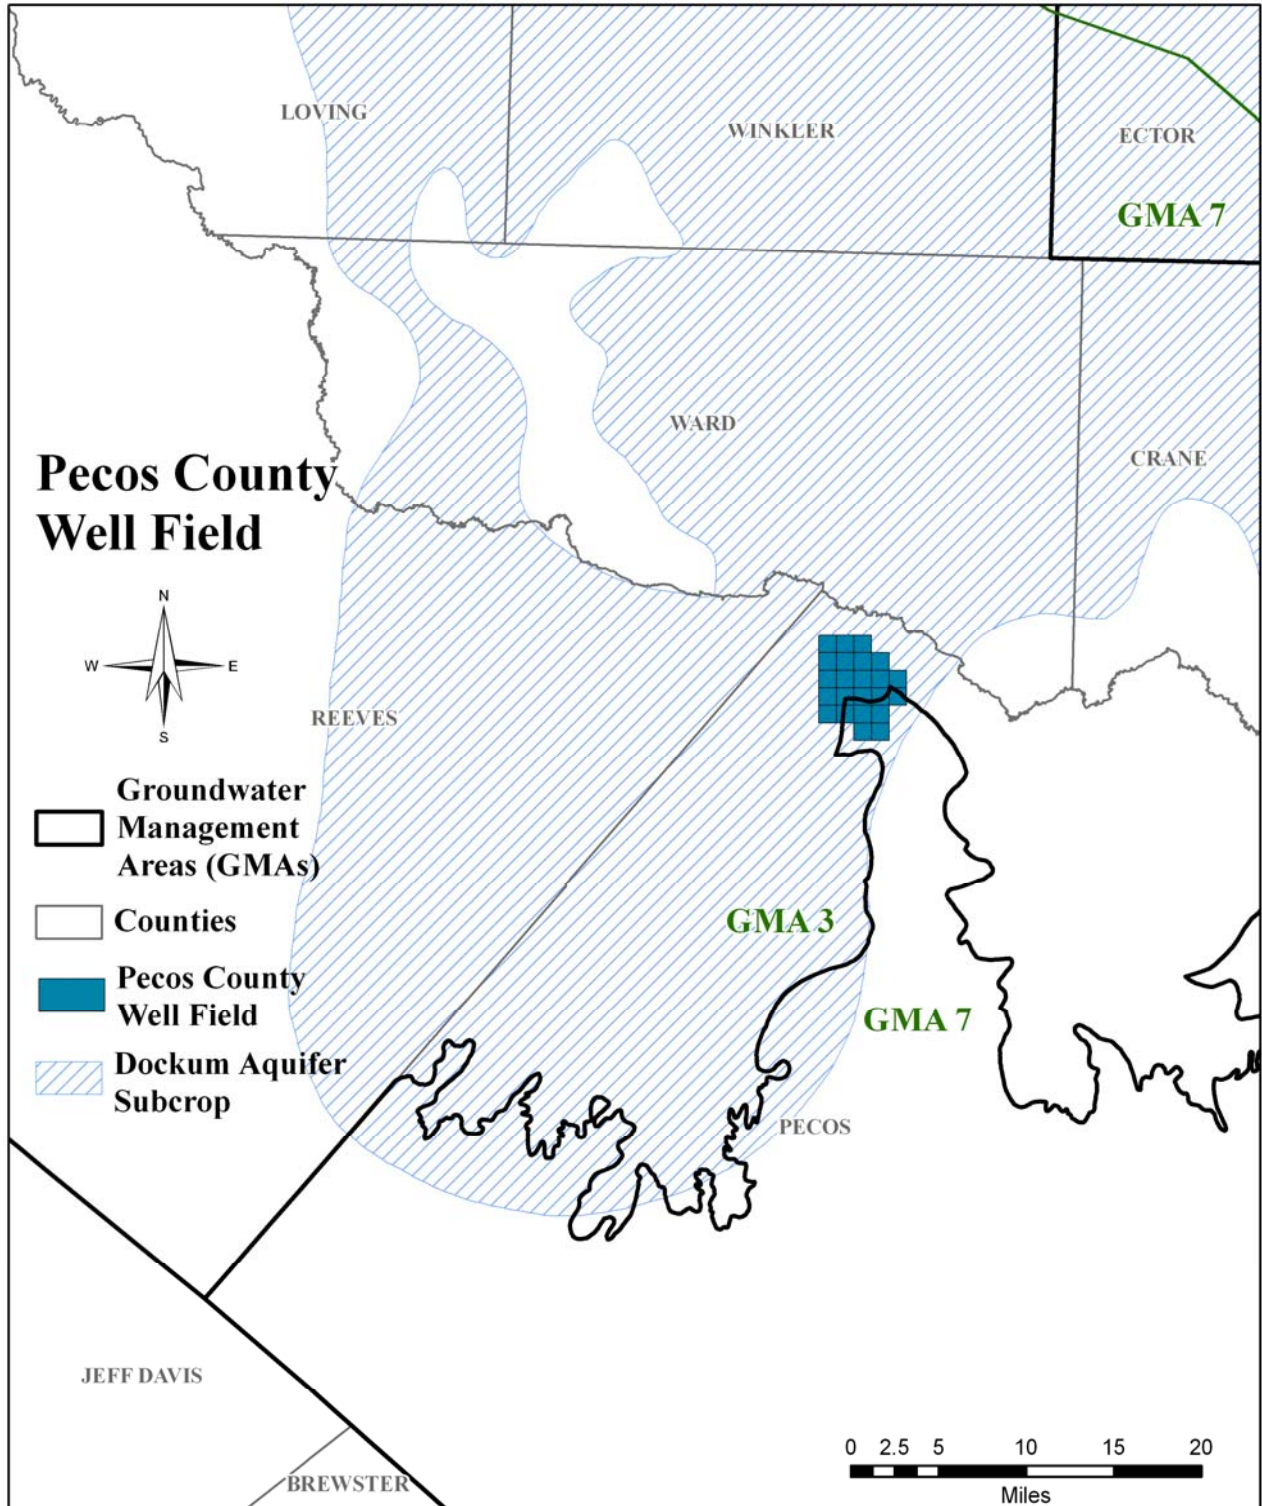 LOVING
WINKLER
ECTOR
GMA 7
WARD
CRANE
Pecos County
Well Field
N
W E
S
REEVES
Groundwater
Management
Areas (GMAs)
Counties
Pecos County
Well Field
Dockum Aquifer
Subcrop
GMA 3
GMA 7
PECOS
JEFF DAVIS
BREWSTER
0 2.5 5 10 15 20
Miles